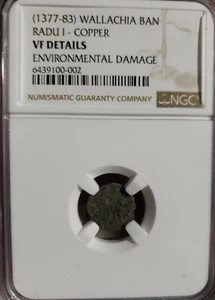 (1377-83) WALLACHIA BAN
RADU I - COPPER
VF DETAILS
ENVIRONMENTAL DAMAGE
6439100-002
NUMISMATIC GUARANTY COMPANY
NGC